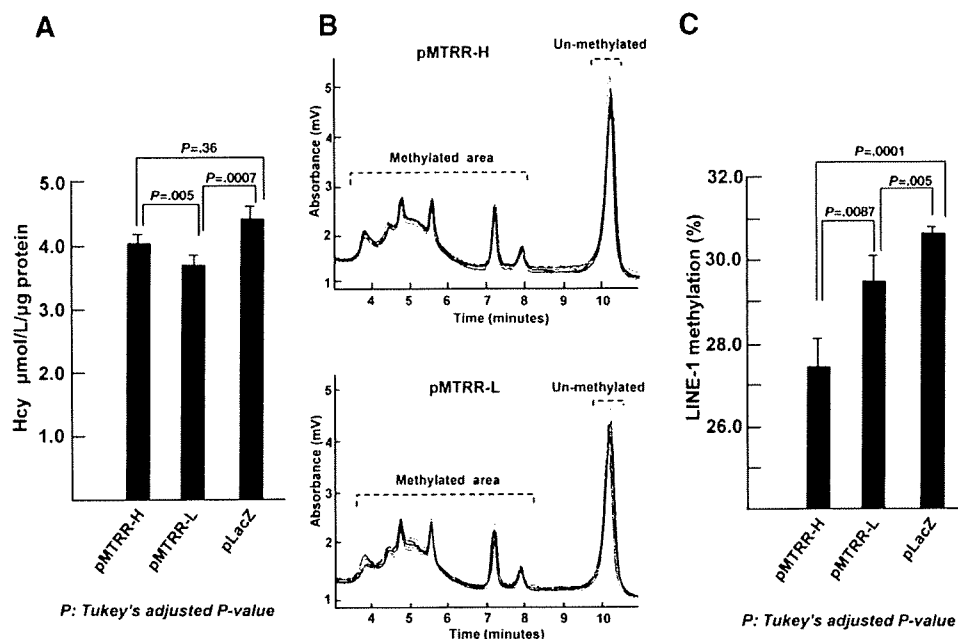 A
P=.36
P=.005
P=.0007
5.0
4.0
3.0
2.0
1.0
Hcy μmol/L/μg protein
pMTRR-H
pMTRR-L
pLacZ
P: Tukey's adjusted P-value
B
pMTRR-H
Un-methylated
Methylated area
Absorbance (mV)
5
4
3
2
1
4 5 6 7 8 9 10
Time (minutes)
pMTRR-L
Un-methylated
Methylated area
Absorbance (mV)
5
4
3
2
1
4 5 6 7 8 9 10
Time (minutes)
C
P=.0001
P=.005
P=.0087
32.0
30.0
28.0
26.0
LINE-1 methylation (%)
pMTRR-H
pMTRR-L
pLacZ
P: Tukey's adjusted P-value